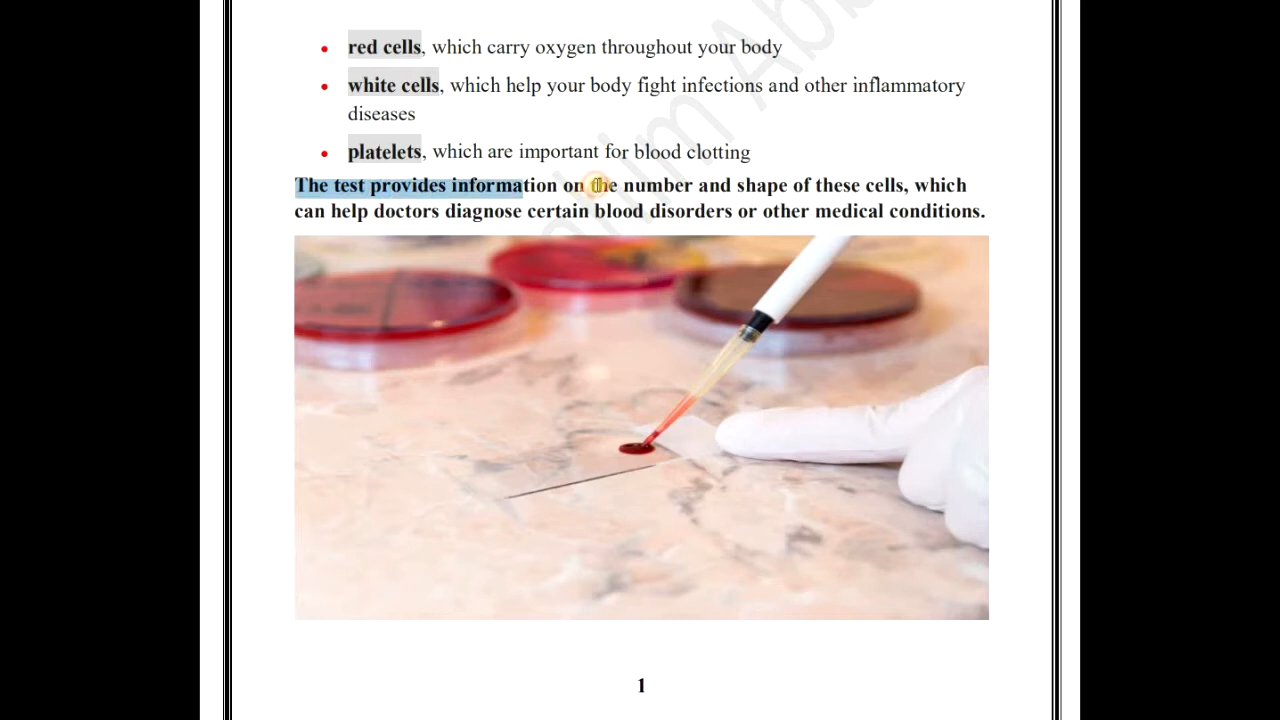 red cells, which carry oxygen throughout your body
white cells, which help your body fight infections and other inflammatory
diseases
platelets, which are important for blood clotting
The test provides information on the number and shape of these cells, which
can help doctors diagnose certain blood disorders or other medical conditions.
1